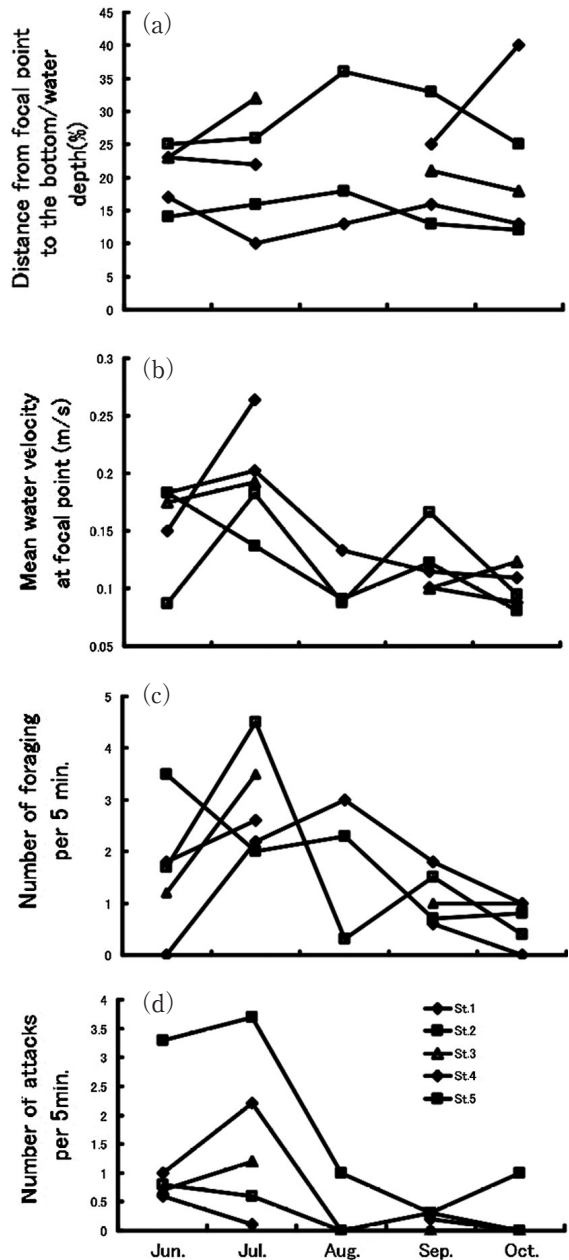 (a)
Distance from focal point
to the bottom/water
depth(%)
45
40
35
30
25
20
15
10
5
0
(b)
Mean water velocity
at focal point (m/s)
0.3
0.25
0.2
0.15
0.1
0.05
(c)
Number of foraging
per 5 min.
5
4
3
2
1
0
(d)
Number of attacks
per 5min.
4
3.5
3
2.5
2
1.5
1
0.5
0
St.1
St.2
St.3
St.4
St.5
Jun. Jul. Aug. Sep. Oct.